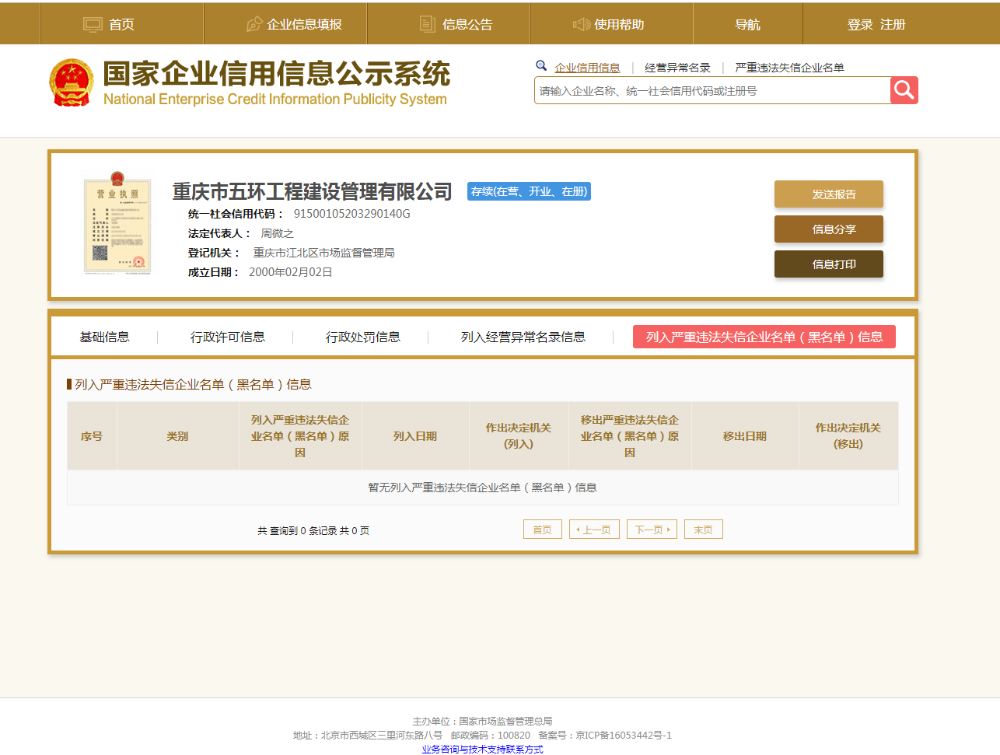 首页 企业信息填报 信息公告 使用帮助 导航 登录 注册
国家企业信用信息公示系统
National Enterprise Credit Information Publicity System
企业信用信息 | 经营异常名录 | 严重违法失信企业名单
请输入企业名称、统一社会信用代码或注册号
营业执照
重庆市五环工程建设管理有限公司 存续(在营、开业、在册)
统一社会信用代码： 91500105203290140G
法定代表人： 周微之
登记机关： 重庆市江北区市场监督管理局
成立日期： 2000年02月02日
发送报告
信息分享
信息打印
基础信息 行政许可信息 行政处罚信息 列入经营异常名录信息 列入严重违法失信企业名单（黑名单）信息
列入严重违法失信企业名单（黑名单）信息
序号
类别
列入严重违法失信企
业名单（黑名单）原
因
列入日期
作出决定机关
(列入)
移出严重违法失信企
业名单（黑名单）原
因
移出日期
作出决定机关
(移出)
暂无列入严重违法失信企业名单（黑名单）信息
共 查询到 0 条记录 共 0 页 首页 上一页 下一页 末页
主办单位：国家市场监督管理总局
地址：北京市西城区三里河东路八号 邮政编码：100820 备案号：京ICP备16053442号-1
业务咨询与技术支持联系方式